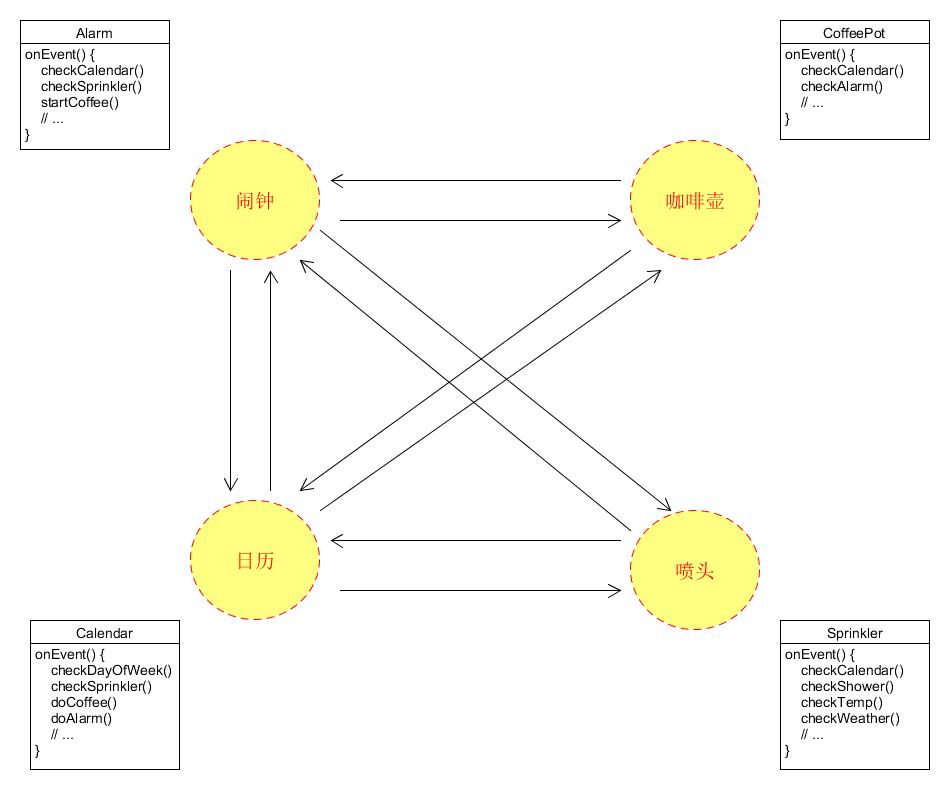 Alarm
onEvent() {
checkCalendar()
checkSprinkler()
startCoffee()
// ...
}
CoffeePot
onEvent() {
checkCalendar()
checkAlarm()
// ...
}
闹钟
咖啡壶
日历
喷头
Calendar
onEvent() {
checkDayOfWeek()
checkSprinkler()
doCoffee()
doAlarm()
// ...
}
Sprinkler
onEvent() {
checkCalendar()
checkShower()
checkTemp()
checkWeather()
// ...
}